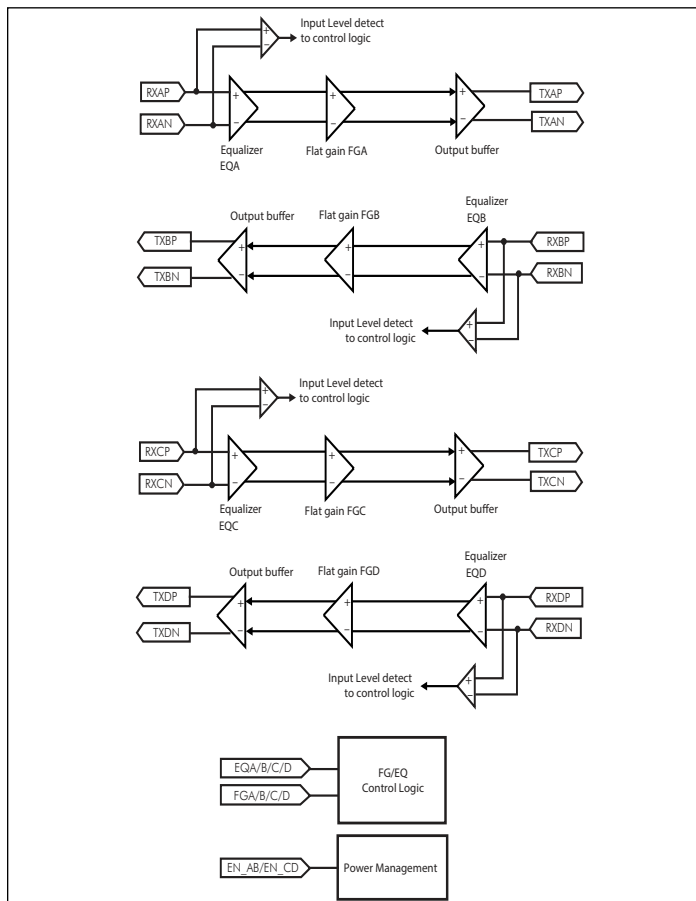 Input Level detect
to control logic
+
−
RXAP
RXAN
+
−
+
−
+
−
TXAP
TXAN
Equalizer
EQA
Flat gain FGA
Output buffer
Output buffer
Flat gain FGB
Equalizer
EQB
TXBP
TXBN
+
−
+
−
+
−
RXBP
RXBN
Input Level detect
to control logic
+
−
Input Level detect
to control logic
+
−
RXCP
RXCN
+
−
+
−
+
−
TXCP
TXCN
Equalizer
EQC
Flat gain FGC
Output buffer
Output buffer
Flat gain FGD
Equalizer
EQD
TXDP
TXDN
+
−
+
−
+
−
RXDP
RXDN
Input Level detect
to control logic
+
−
EQA/B/C/D
FGA/B/C/D
FG/EQ
Control Logic
EN_AB/EN_CD
Power Management